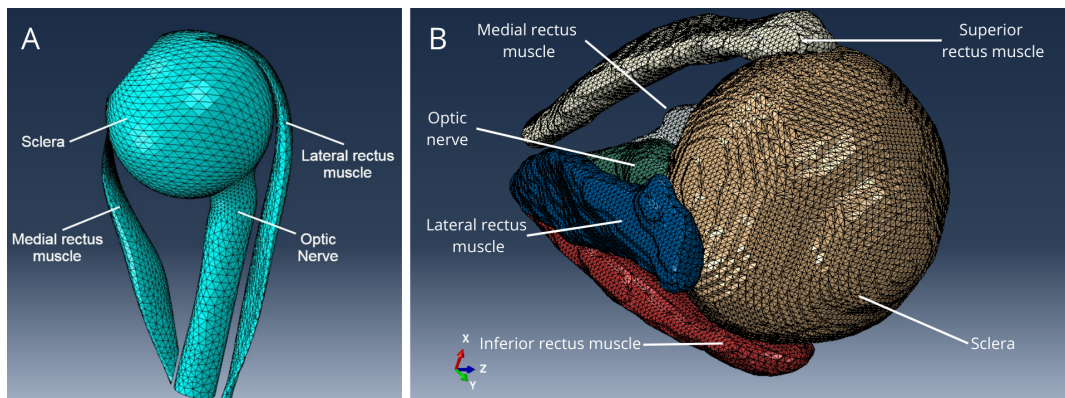 A
Sclera
Lateral rectus
muscle
Medial rectus
muscle
Optic
Nerve
B
Medial rectus
muscle
Superior
rectus muscle
Optic
nerve
Lateral rectus
muscle
Inferior rectus muscle
Sclera
X
Z
Y